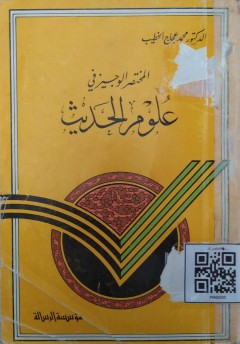 الدكتور محمد عجاج الخطيب
المختصر الوجيز في
علوم الحديث
مؤسسة الرسالة